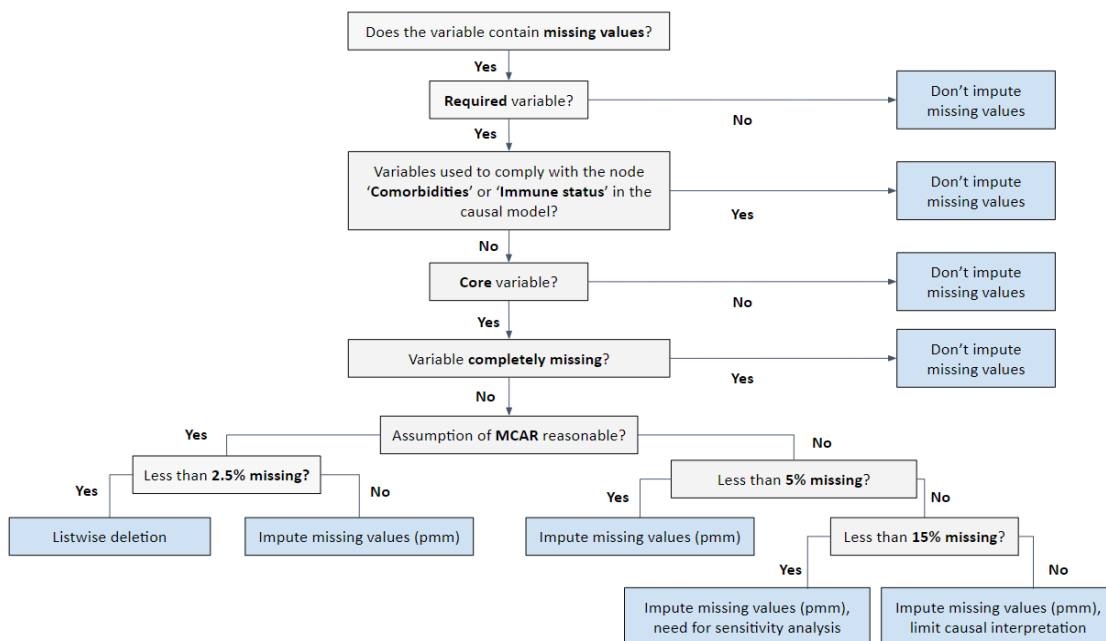 Does the variable contain missing values?
Yes
Required variable?
No
Don’t impute
missing values
Yes
Variables used to comply with the node
‘Comorbidities’ or ‘Immune status’ in the
causal model?
Yes
Don’t impute
missing values
No
Core variable?
No
Don’t impute
missing values
Yes
Variable completely missing?
Yes
Don’t impute
missing values
No
Assumption of MCAR reasonable?
Yes
No
Less than 2.5% missing?
Less than 5% missing?
Yes
No
Yes
No
Listwise deletion
Impute missing values (pmm)
Impute missing values (pmm)
Less than 15% missing?
Yes
No
Impute missing values (pmm),
need for sensitivity analysis
Impute missing values (pmm),
limit causal interpretation